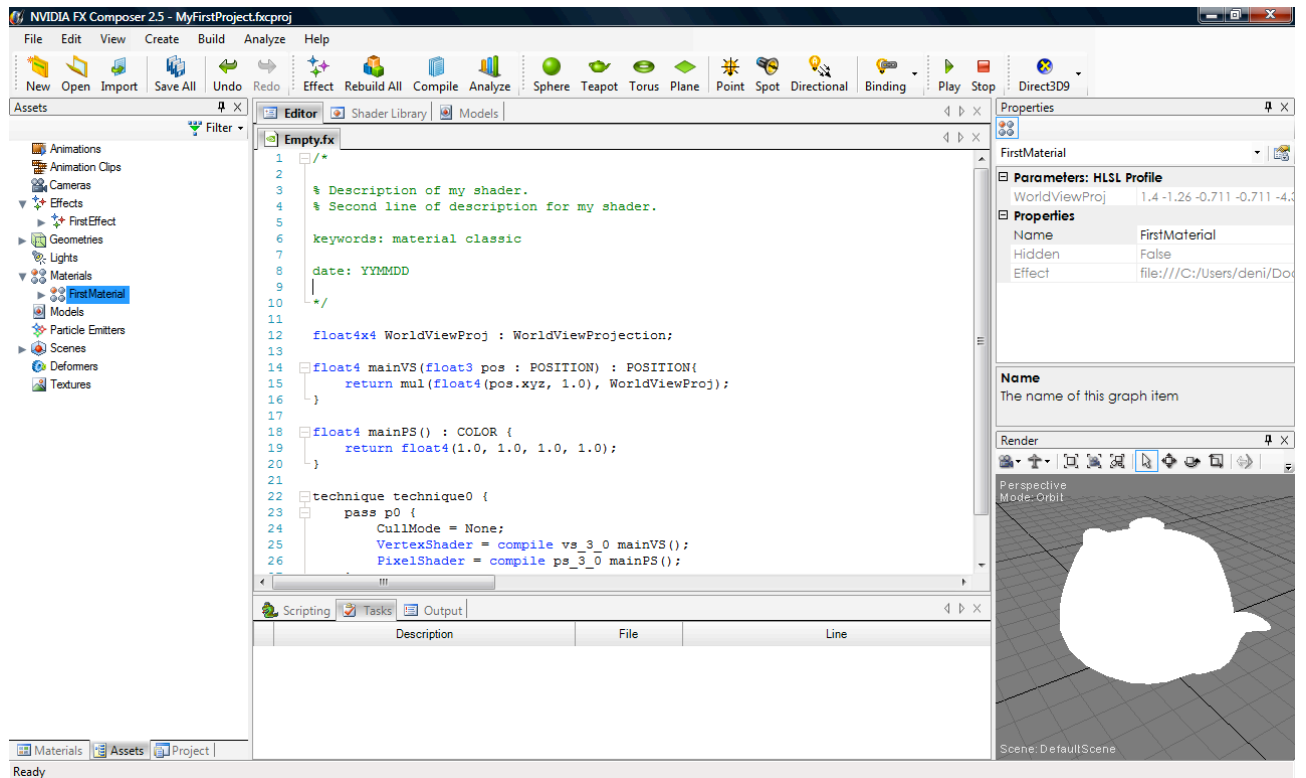 NVIDIA FX Composer 2.5 - MyFirstProject.fxcproj
File Edit View Create Build Analyze Help
New Open Import Save All Undo Redo Effect Rebuild All Compile Analyze Sphere Teapot Torus Plane Point Spot Directional Binding Play Stop Direct3D9
Assets
Filter
Animations
Animation Clips
Cameras
Effects
FirstEffect
Geometries
Lights
Materials
FirstMaterial
Models
Particle Emitters
Scenes
Deformers
Textures
Materials Assets Project
Ready
Editor Shader Library Models
Empty.fx
1 /*
2
3 % Description of my shader.
4 % Second line of description for my shader.
5
6 keywords: material classic
7
8 date: YYMMDD
9
10 */
11
12 float4x4 WorldViewProj : WorldViewProjection;
13
14 float4 mainVS(float3 pos : POSITION) : POSITION{
15 return mul(float4(pos.xyz, 1.0), WorldViewProj);
16 }
17
18 float4 mainPS() : COLOR {
19 return float4(1.0, 1.0, 1.0, 1.0);
20 }
21
22 technique technique0 {
23 pass p0 {
24 CullMode = None;
25 VertexShader = compile vs_3_0 mainVS();
26 PixelShader = compile ps_3_0 mainPS();
Scripting Tasks Output
Description File Line
Properties
FirstMaterial
Parameters: HLSL Profile
WorldViewProj 1.4 -1.26 -0.711 -0.711 -4.3
Properties
Name FirstMaterial
Hidden False
Effect file:///C:/Users/deni/Doc
Name
The name of this graph item
Render
Perspective
Mode: Orbit
Scene: DefaultScene